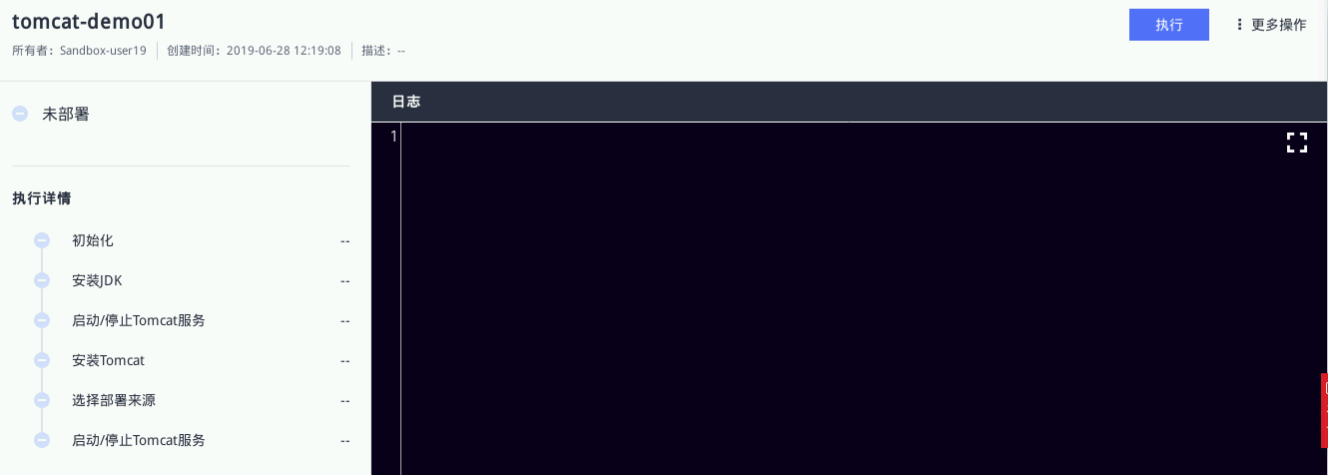 tomcat-demo01
执行
更多操作
所有者：Sandbox-user19 创建时间：2019-06-28 12:19:08 描述：--
未部署
日志
1
执行详情
初始化 --
安装JDK --
启动/停止Tomcat服务 --
安装Tomcat --
选择部署来源 --
启动/停止Tomcat服务 --